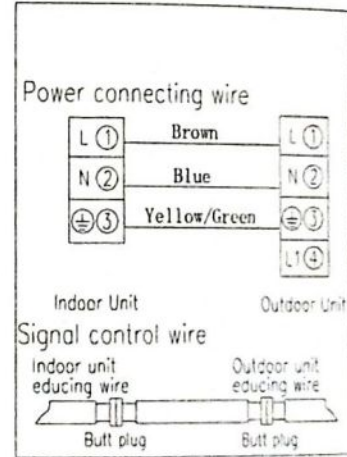 Power connecting wire
L ① Brown L ①
N ② Blue N ②
⏚ ③ Yellow/Green ⏚ ③
L1 ④
Indoor Unit Outdoor Unit
Signal control wire
Indoor unit Outdoor unit
educing wire educing wire
Butt plug Butt plug